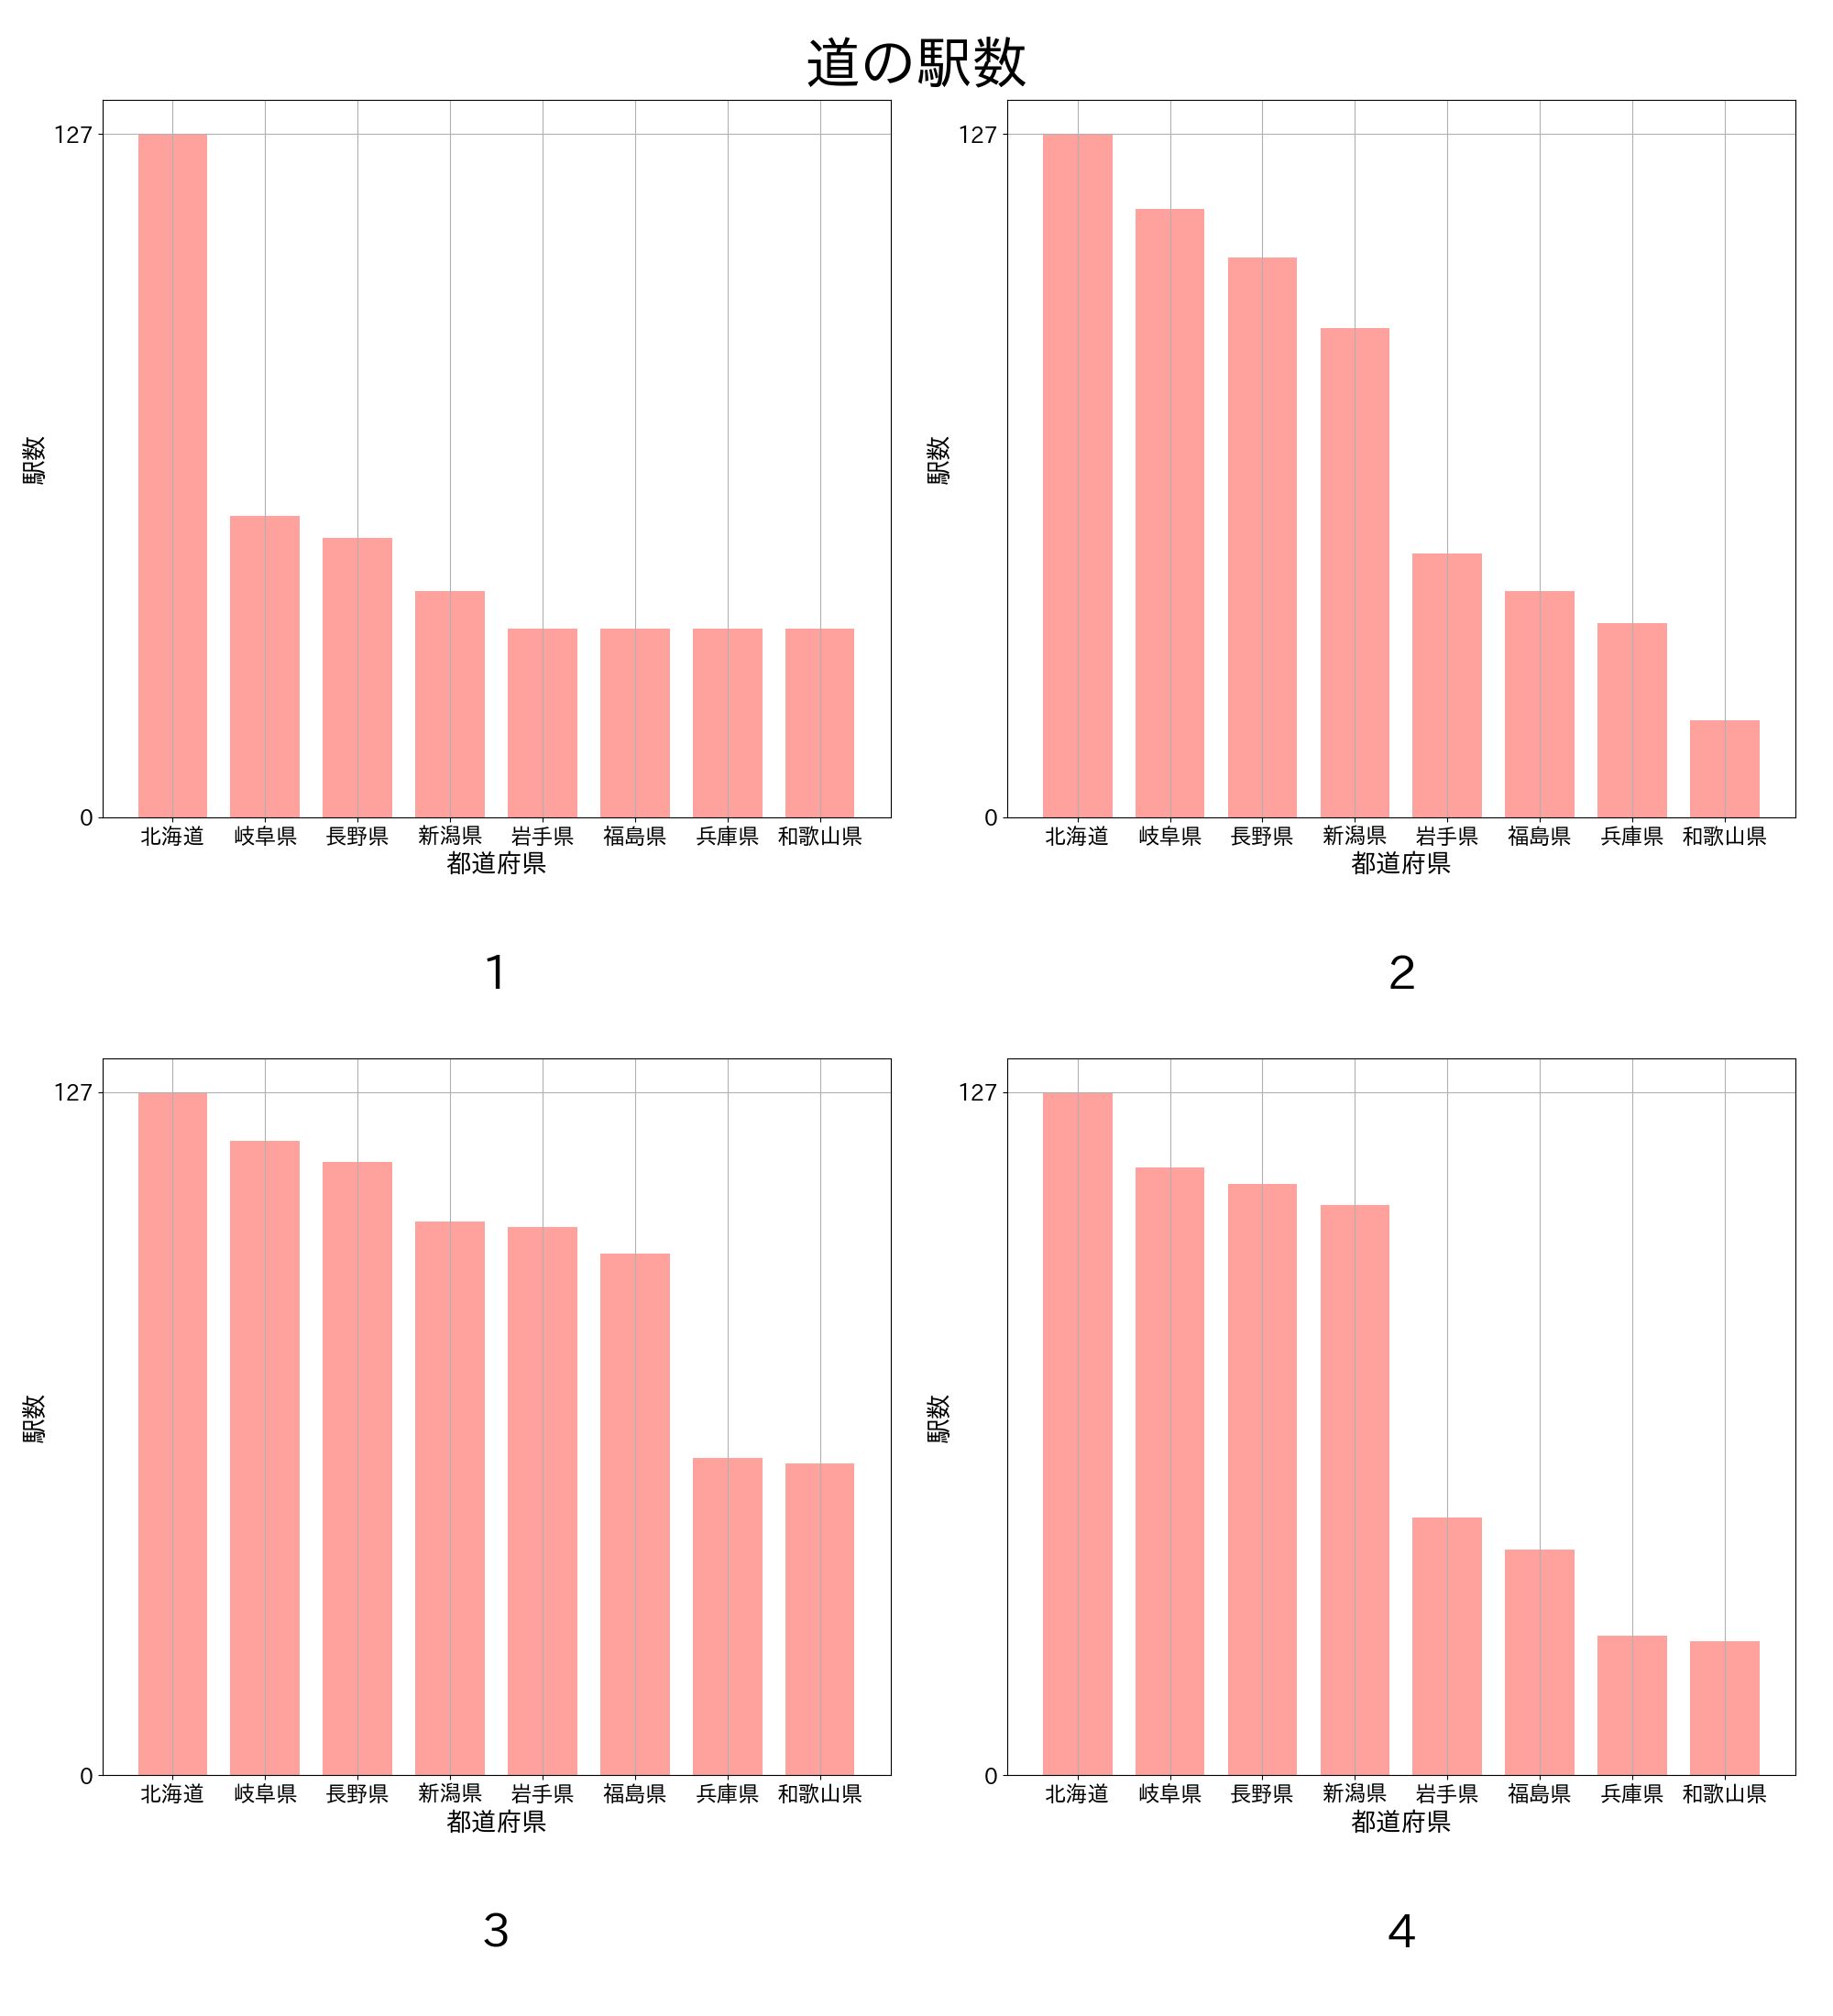 道の駅数
127
0
駅数
北海道 岐阜県 長野県 新潟県 岩手県 福島県 兵庫県 和歌山県
都道府県
1
127
0
駅数
北海道 岐阜県 長野県 新潟県 岩手県 福島県 兵庫県 和歌山県
都道府県
2
127
0
駅数
北海道 岐阜県 長野県 新潟県 岩手県 福島県 兵庫県 和歌山県
都道府県
3
127
0
駅数
北海道 岐阜県 長野県 新潟県 岩手県 福島県 兵庫県 和歌山県
都道府県
4